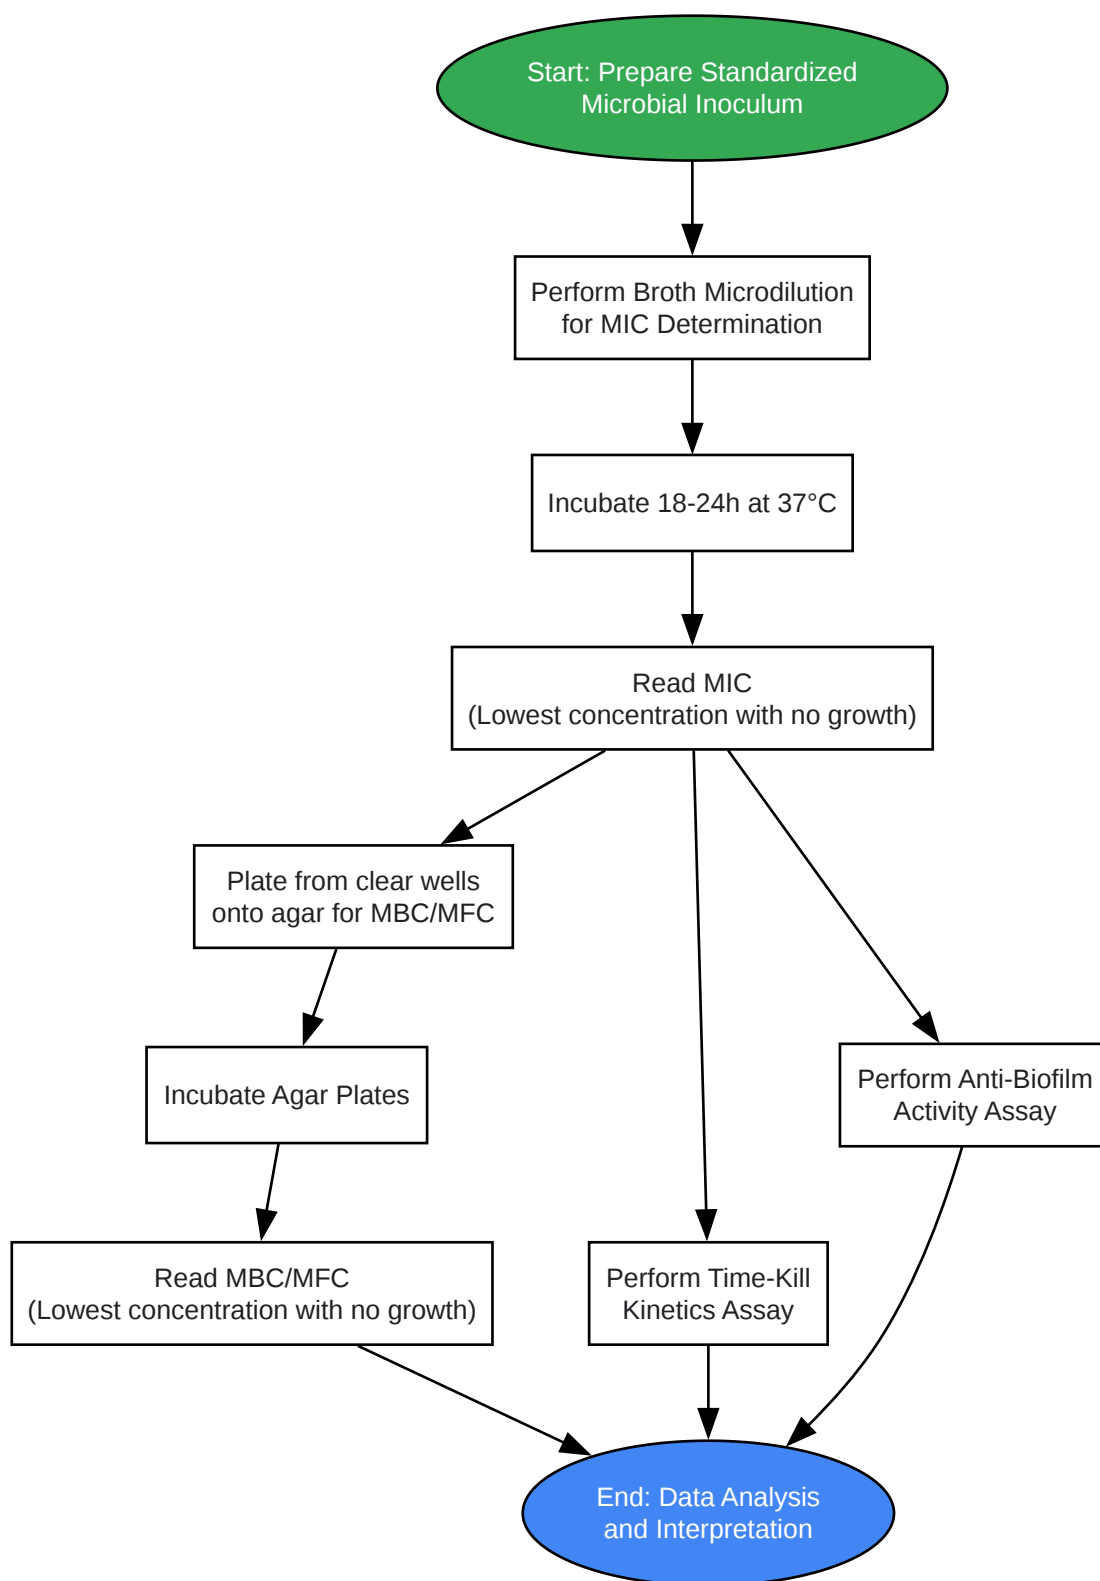 Start: Prepare Standardized
Microbial Inoculum
Perform Broth Microdilution
for MIC Determination
Incubate 18-24h at 37°C
Read MIC
(Lowest concentration with no growth)
Plate from clear wells
onto agar for MBC/MFC
Incubate Agar Plates
Perform Anti-Biofilm
Activity Assay
Read MBC/MFC
(Lowest concentration with no growth)
Perform Time-Kill
Kinetics Assay
End: Data Analysis
and Interpretation